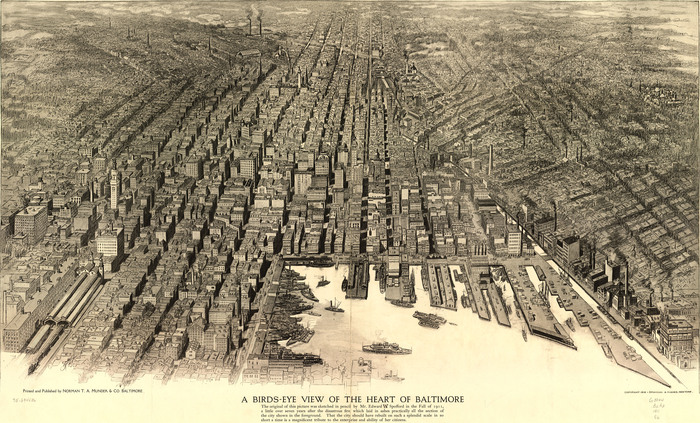 Printed and Published by NORMAN T. A. MUNDER & CO. BALTIMORE
A BIRDS-EYE VIEW OF THE HEART OF BALTIMORE
The original of this picture was sketched in pencil by Mr. Edward W. Spofford in the Fall of 1911,
a little over seven years after the disastrous fire which laid in ashes practically all the section of
the city shown in the foreground. That the city should have rebuilt on such a splendid scale in so
short a time is a magnificent tribute to the enterprise and ability of her citizens.